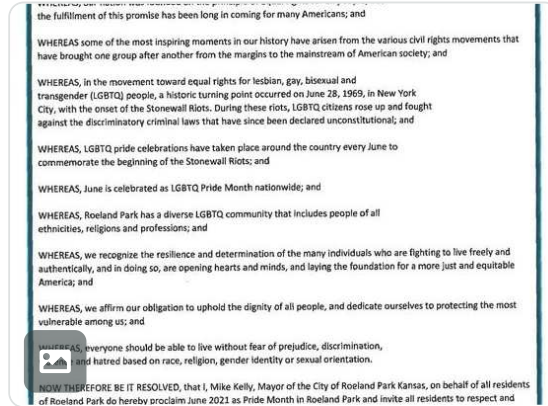 the fulfillment of this promise has been long in coming for many Americans; and
WHEREAS some of the most inspiring moments in our history have arisen from the various civil rights movements that
have brought one group after another from the margins to the mainstream of American society; and
WHEREAS, in the movement toward equal rights for lesbian, gay, bisexual and
transgender (LGBTQ) people, a historic turning point occurred on June 28, 1969, in New York
City, with the onset of the Stonewall Riots. During these riots, LGBTQ citizens rose up and fought
against the discriminatory criminal laws that have since been declared unconstitutional; and
WHEREAS, LGBTQ pride celebrations have taken place around the country every June to
commemorate the beginning of the Stonewall Riots; and
WHEREAS, June is celebrated as LGBTQ Pride Month nationwide; and
WHEREAS, Roeland Park has a diverse LGBTQ community that includes people of all
ethnicities, religions and professions; and
WHEREAS, we recognize the resilience and determination of the many individuals who are fighting to live freely and
authentically, and in doing so, are opening hearts and minds, and laying the foundation for a more just and equitable
America; and
WHEREAS, we affirm our obligation to uphold the dignity of all people, and dedicate ourselves to protecting the most
vulnerable among us; and
WHEREAS, everyone should be able to live without fear of prejudice, discrimination,
and hatred based on race, religion, gender identity or sexual orientation.
NOW THEREFORE BE IT RESOLVED, that I, Mike Kelly, Mayor of the City of Roeland Park Kansas, on behalf of all residents
of Roeland Park do hereby proclaim June 2021 as Pride Month in Roeland Park and invite all residents to respect and